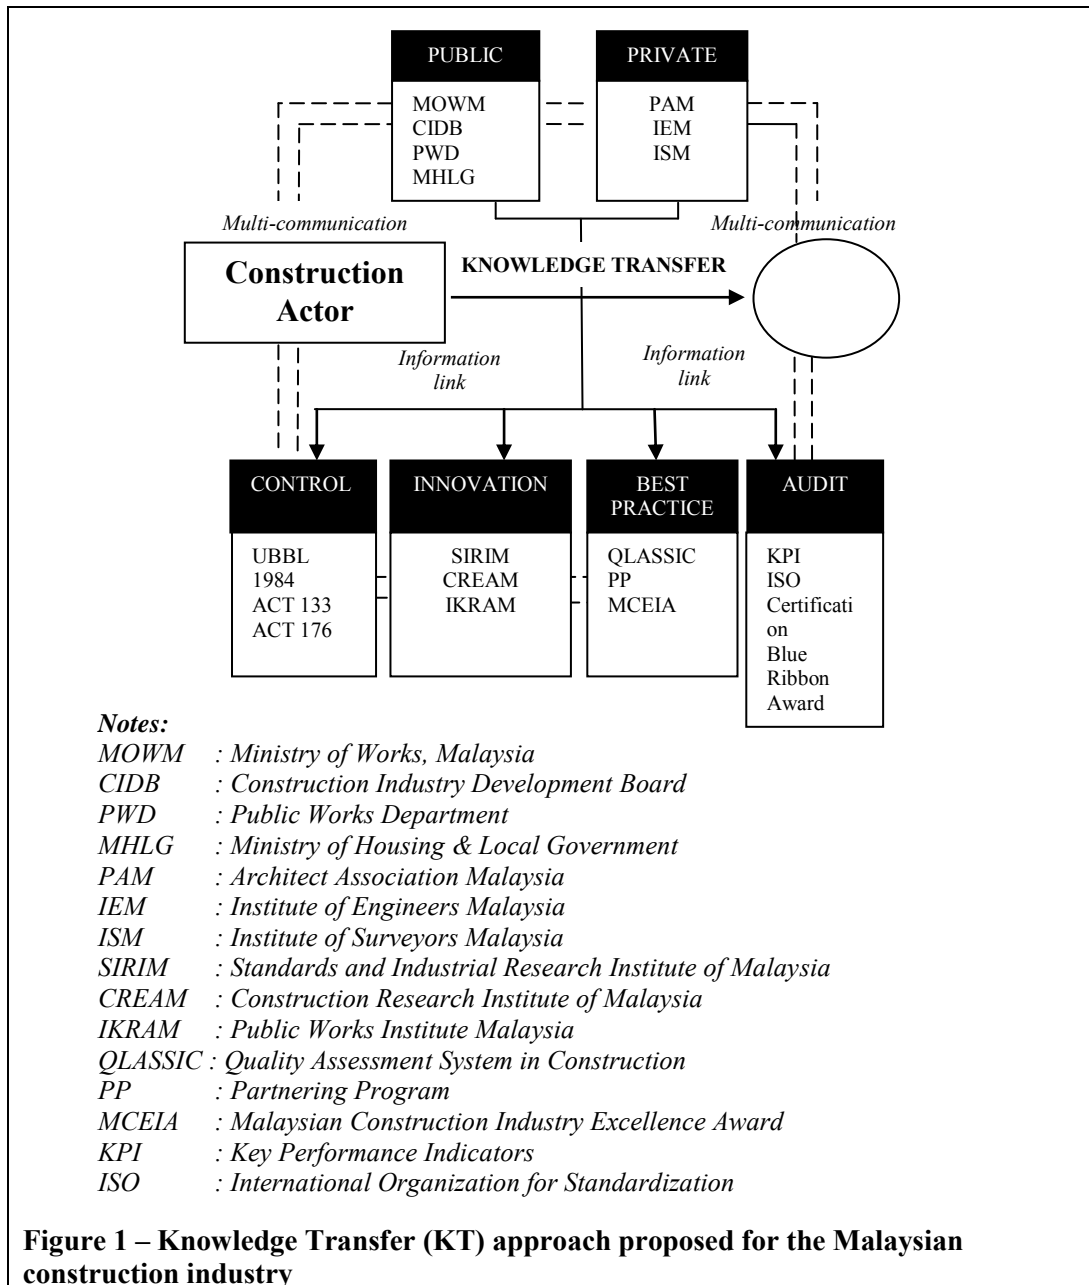 PUBLIC
MOWM
CIDB
PWD
MHLG
PRIVATE
PAM
IEM
ISM
Multi-communication
Multi-communication
Construction
Actor
KNOWLEDGE TRANSFER
Information
link
Information
link
CONTROL
UBBL
1984
ACT 133
ACT 176
INNOVATION
SIRIM
CREAM
IKRAM
BEST
PRACTICE
QLASSIC
PP
MCEIA
AUDIT
KPI
ISO
Certificati
on
Blue
Ribbon
Award
Notes:
MOWM : Ministry of Works, Malaysia
CIDB : Construction Industry Development Board
PWD : Public Works Department
MHLG : Ministry of Housing & Local Government
PAM : Architect Association Malaysia
IEM : Institute of Engineers Malaysia
ISM : Institute of Surveyors Malaysia
SIRIM : Standards and Industrial Research Institute of Malaysia
CREAM : Construction Research Institute of Malaysia
IKRAM : Public Works Institute Malaysia
QLASSIC : Quality Assessment System in Construction
PP : Partnering Program
MCEIA : Malaysian Construction Industry Excellence Award
KPI : Key Performance Indicators
ISO : International Organization for Standardization
Figure 1 – Knowledge Transfer (KT) approach proposed for the Malaysian
construction industry